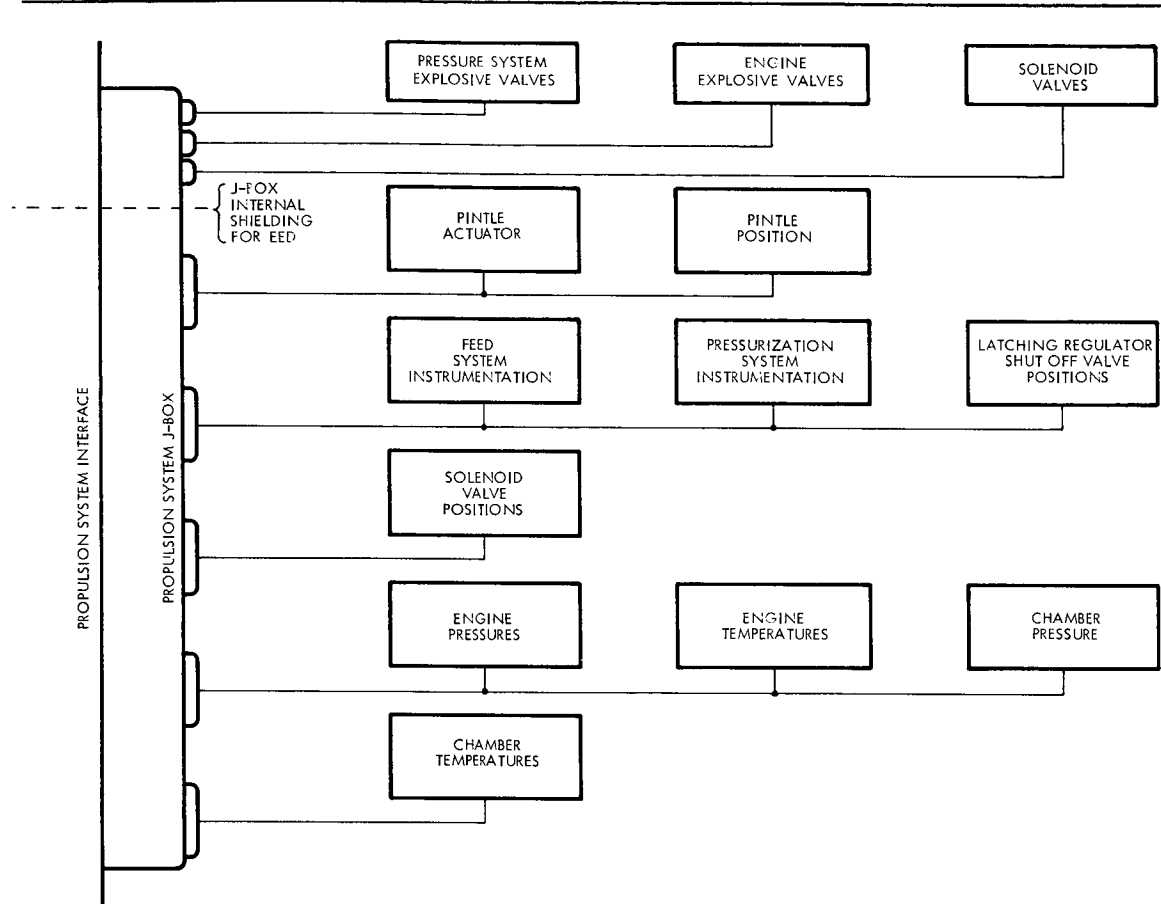 PRESSURE SYSTEM
EXPLOSIVE VALVES
ENGINE
EXPLOSIVE VALVES
SOLENOID
VALVES
J-BOX
INTERNAL
SHIELDING
FOR EED
PINTLE
ACTUATOR
PINTLE
POSITION
FEED
SYSTEM
INSTRUMENTATION
PRESSURIZATION
SYSTEM
INSTRUMENTATION
LATCHING REGULATOR
SHUT OFF VALVE
POSITIONS
PROPULSION SYSTEM INTERFACE
PROPULSION SYSTEM J-BOX
SOLENOID
VALVE
POSITIONS
ENGINE
PRESSURES
ENGINE
TEMPERATURES
CHAMBER
PRESSURE
CHAMBER
TEMPERATURES